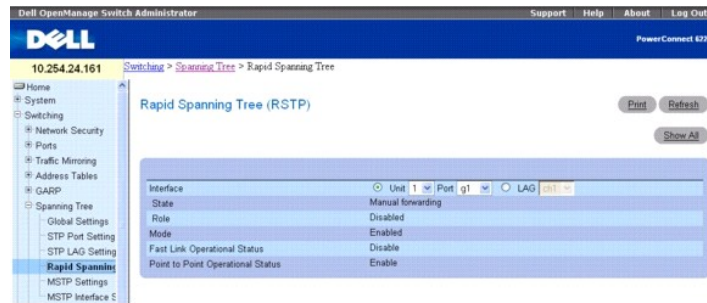 Dell OpenManage Switch Administrator
Support Help About Log Out
DELL
PowerConnect 622
10.254.24.161
Switching > Spanning Tree > Rapid Spanning Tree
Home
System
Switching
Network Security
Ports
Traffic Mirroring
Address Tables
GARP
Spanning Tree
Global Settings
STP Port Setting
STP LAG Setting
Rapid Spanning
MSTP Settings
MSTP Interface S
Rapid Spanning Tree (RSTP)
Print Refresh
Show All
Interface Unit 1 Port g1 LAG ch1
State Manual forwarding
Role Disabled
Mode Enabled
Fast Link Operational Status Disable
Point to Point Operational Status Enable